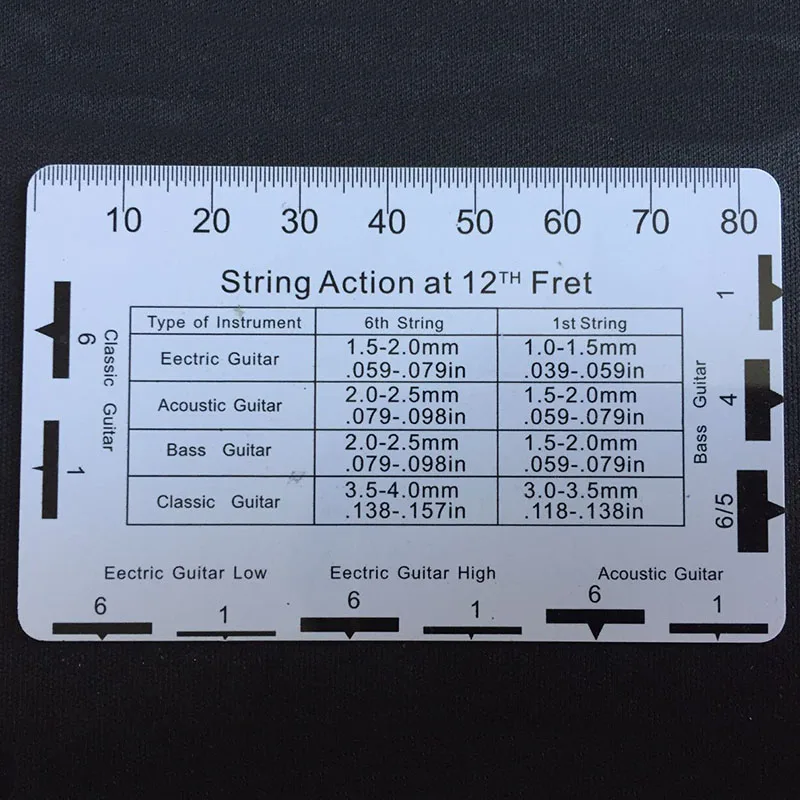 10 20 30 40 50 60 70 80
String Action at 12TH Fret
Type of Instrument 6th String 1st String
Eectric Guitar 1.5-2.0mm 1.0-1.5mm
.059-.079in .039-.059in
Acoustic Guitar 2.0-2.5mm 1.5-2.0mm
.079-.098in .059-.079in
Bass Guitar 2.0-2.5mm 1.5-2.0mm
.079-.098in .059-.079in
Classic Guitar 3.5-4.0mm 3.0-3.5mm
.138-.157in .118-.138in
6
Classic Guitar
1
1
4
Bass Guitar
6/5
Eectric Guitar Low Eectric Guitar High Acoustic Guitar
6 1 6 1 6 1